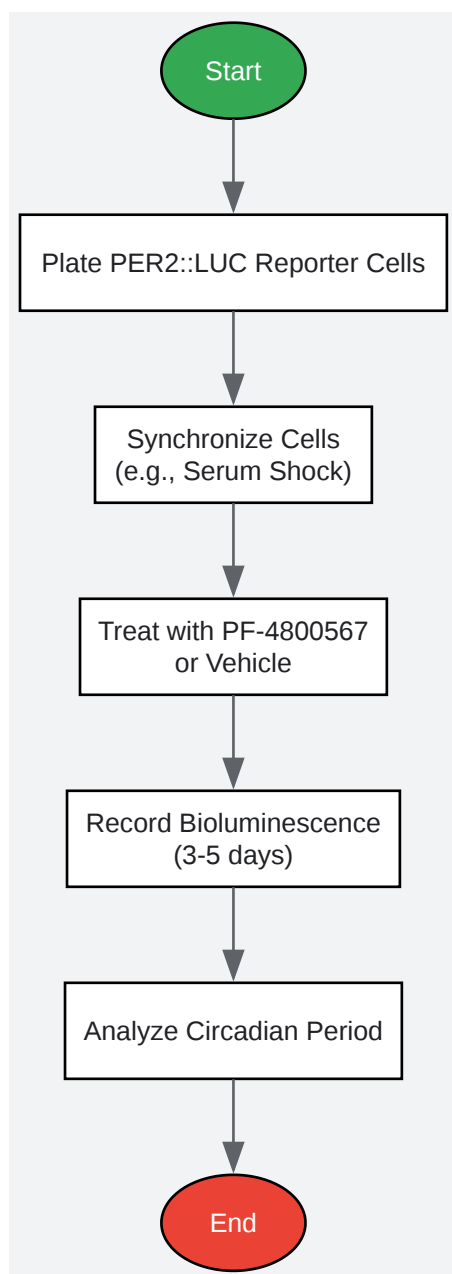 Start
Plate PER2::LUC Reporter Cells
Synchronize Cells
(e.g., Serum Shock)
Treat with PF-4800567
or Vehicle
Record Bioluminescence
(3-5 days)
Analyze Circadian Period
End